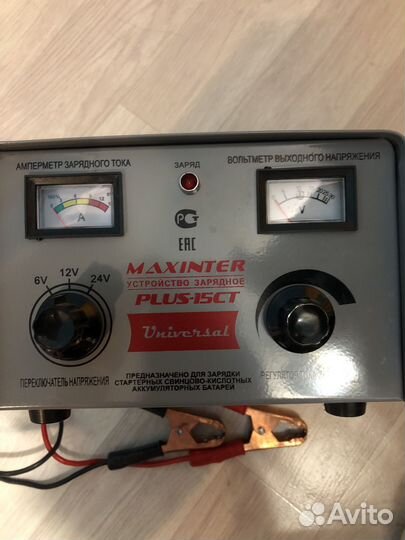 АМПЕРМЕТР ЗАРЯДНОГО ТОКА
ЗАРЯД
ВОЛЬТМЕТР ВЫХОДНОГО НАПРЯЖЕНИЯ
A
V
EAC
6V 12V 24V
MAXINTER
УСТРОЙСТВО ЗАРЯДНОЕ
PLUS-15CT
Universal
ПРЕДНАЗНАЧЕНО ДЛЯ ЗАРЯДКИ
СТАРТЕРНЫХ СВИНЦОВО-КИСЛОТНЫХ
АККУМУЛЯТОРНЫХ БАТАРЕЙ
ПЕРЕКЛЮЧАТЕЛЬ НАПРЯЖЕНИЯ
Avito